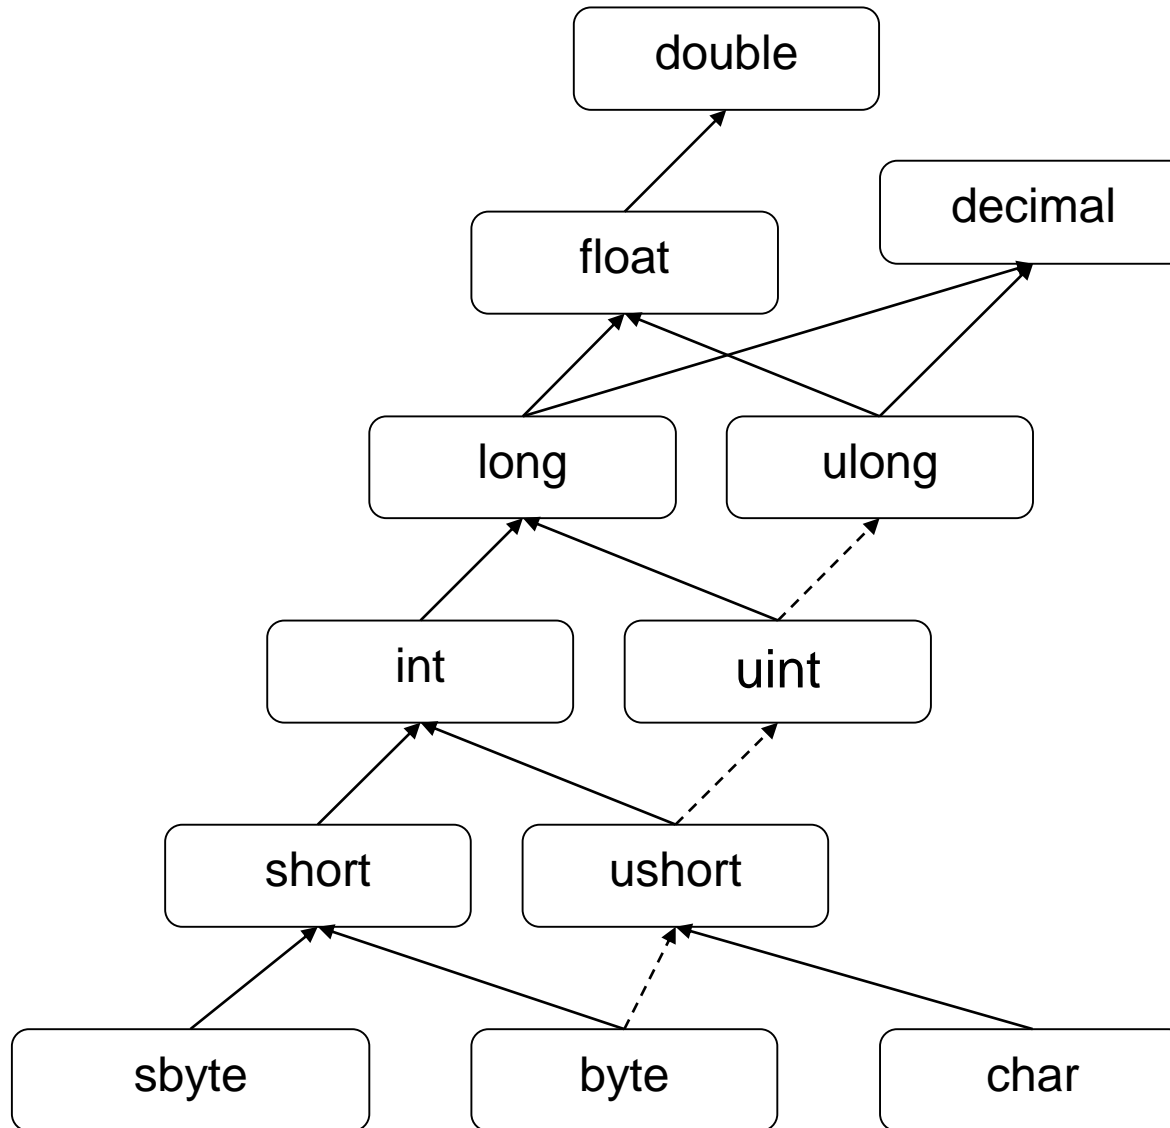 double
decimal
float
long
ulong
int
uint
short
ushort
sbyte
byte
char